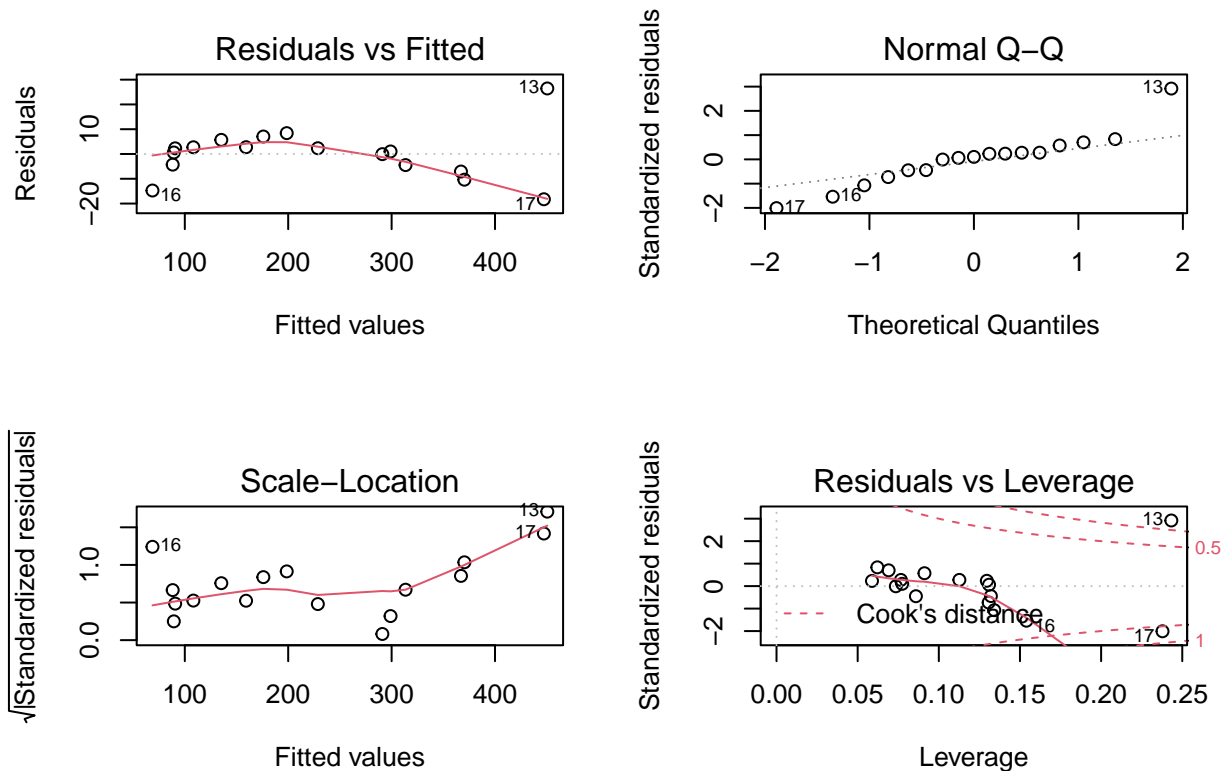 Residuals vs Fitted
Residuals
10
−20
13
16
17
100 200 300 400
Fitted values
Normal Q−Q
Standardized residuals
2
0
−2
13
16
17
−2 −1 0 1 2
Theoretical Quantiles
Scale−Location
√|Standardized residuals|
1.0
0.0
13
17
16
100 200 300 400
Fitted values
Residuals vs Leverage
Standardized residuals
2
0
−2
13
0.5
Cook's distance
16
17
1
0.00 0.05 0.10 0.15 0.20 0.25
Leverage